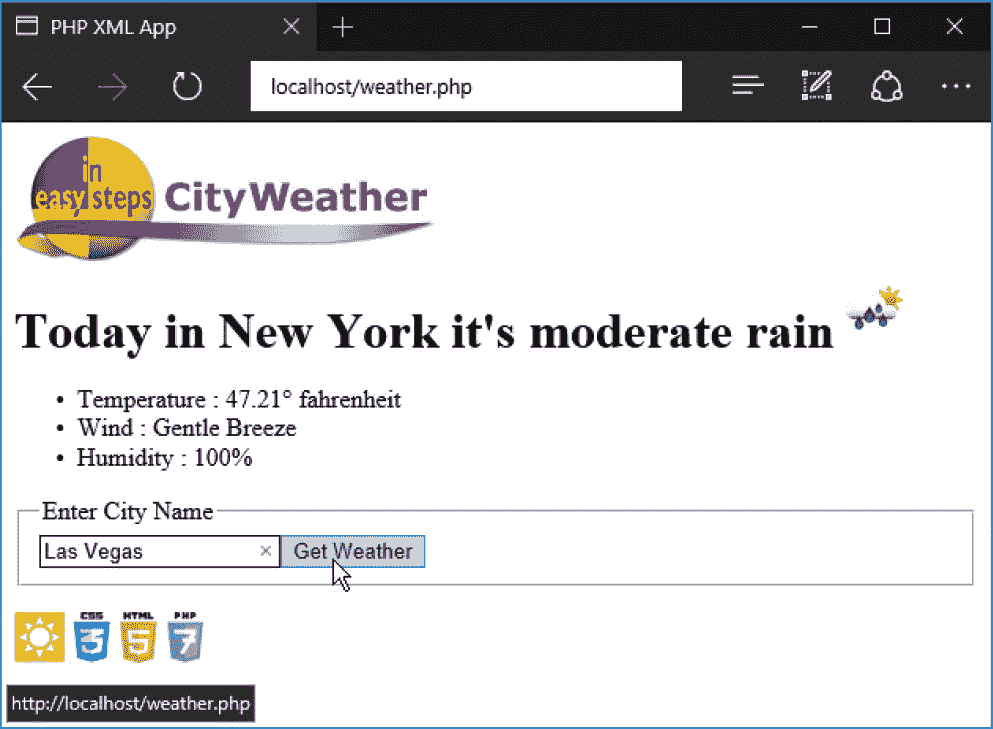 PHP XML App
localhost/weather.php
in
easy steps
CityWeather
Today in New York it's moderate rain
• Temperature : 47.21° fahrenheit
• Wind : Gentle Breeze
• Humidity : 100%
Enter City Name
Las Vegas × Get Weather
CSS HTML PHP
3 5 7
http://localhost/weather.php